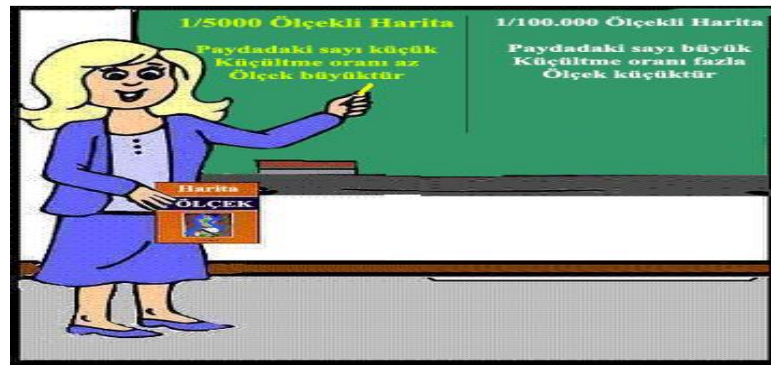 1/5000 Ölçekli Harita
Paydadaki sayı küçük
Küçültme oranı az
Ölçek büyüktür
1/100.000 Ölçekli Harita
Paydadaki sayı büyük
Küçültme oranı fazla
Ölçek küçüktür
Harita
ÖLÇEK